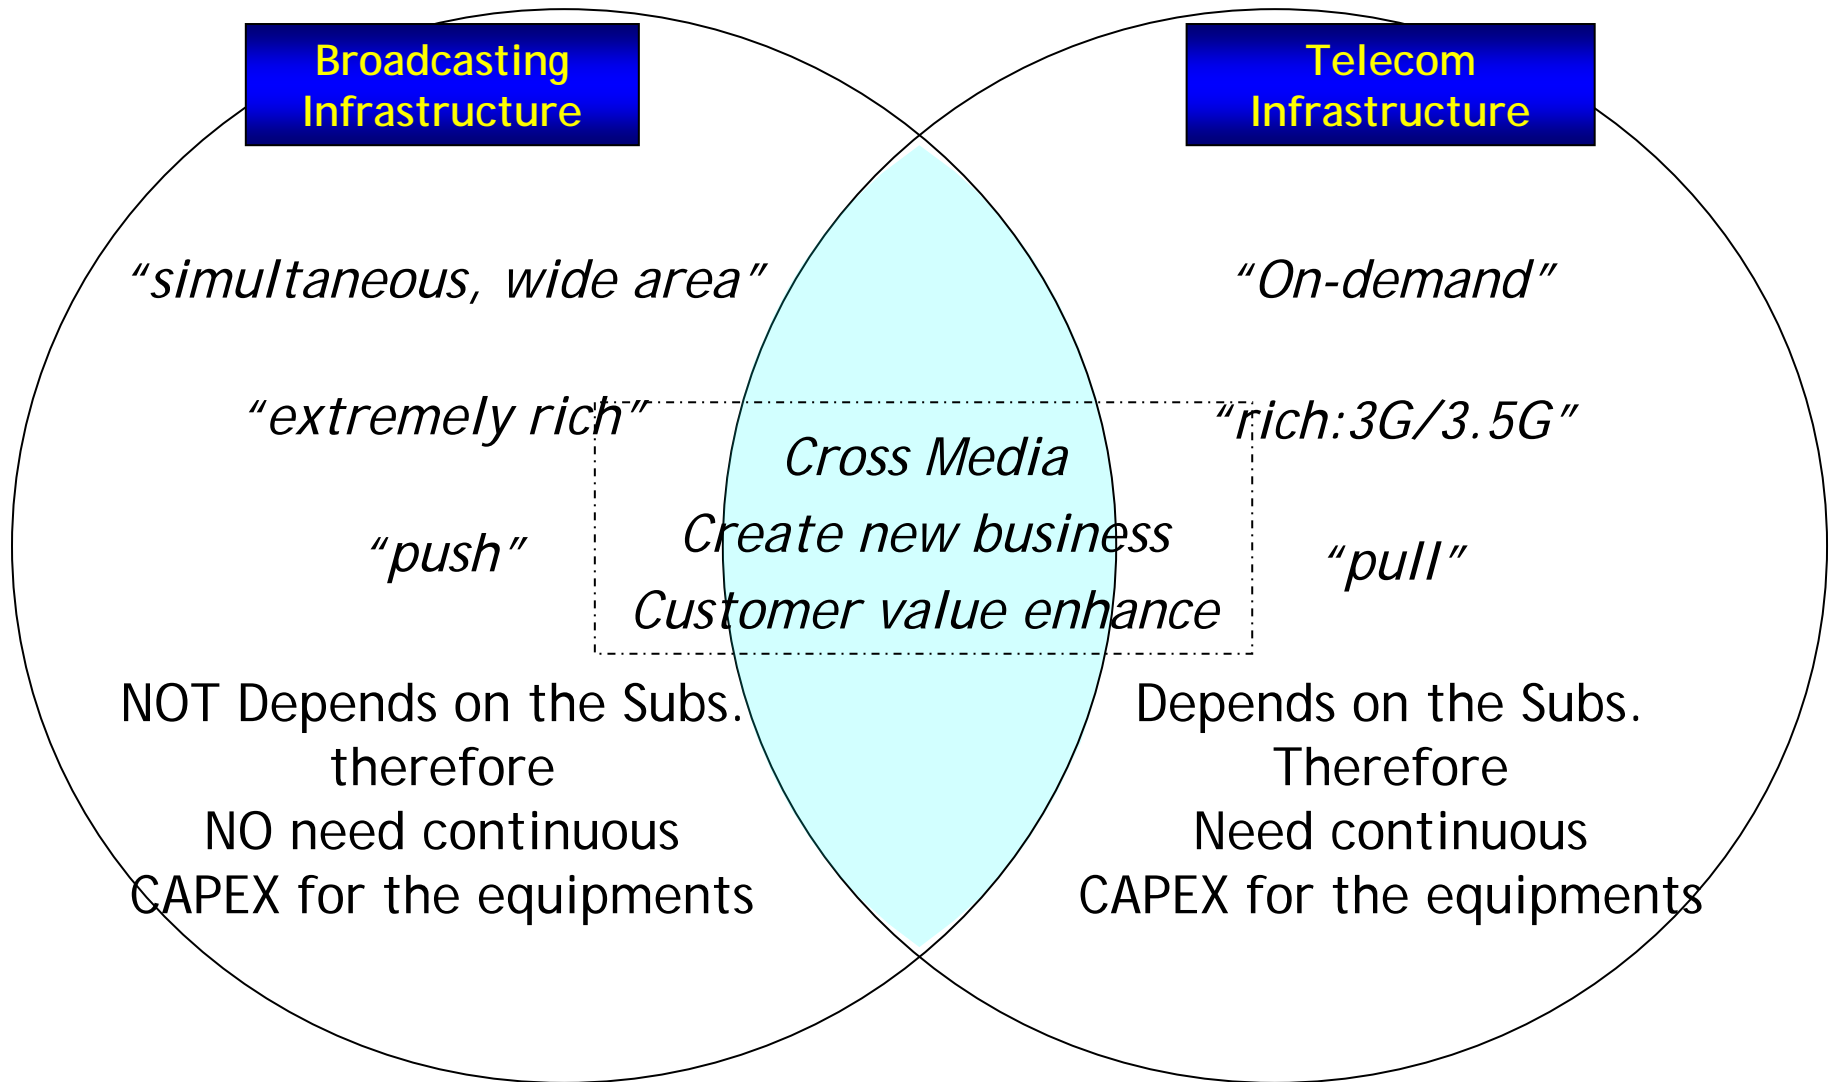 Broadcasting
Infrastructure
“simultaneous, wide area”
“extremely rich”
“push”
NOT Depends on the Subs.
therefore
NO need continuous
CAPEX for the equipments
Cross Media
Create new business
Customer value enhance
Telecom
Infrastructure
“On-demand”
“rich:3G/3.5G”
“pull”
Depends on the Subs.
Therefore
Need continuous
CAPEX for the equipments